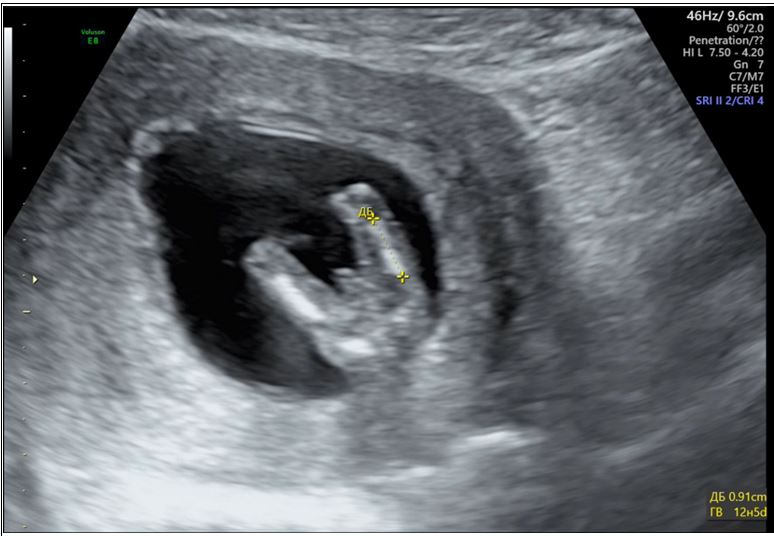 Voluson
E8
46Hz/ 9.6cm
60°/2.0
Penetration/??
HI L 7.50 - 4.20
Gn 7
C7/M7
FF3/E1
SRI II 2/CRI 4
ДБ
ДБ 0.91cm
ГВ 12н5d